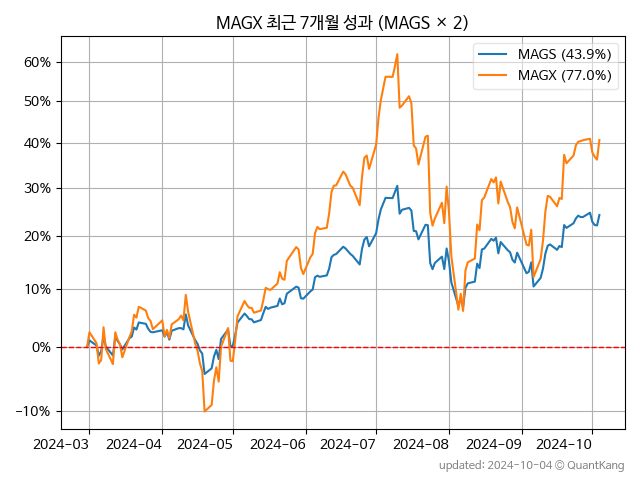 MAGX 최근 7개월 성과 (MAGS × 2)
MAGS (43.9%)
MAGX (77.0%)
60%
50%
40%
30%
20%
10%
0%
−10%
2024−03 2024−04 2024−05 2024−06 2024−07 2024−08 2024−09 2024−10
updated: 2024-10-04 © QuantKang